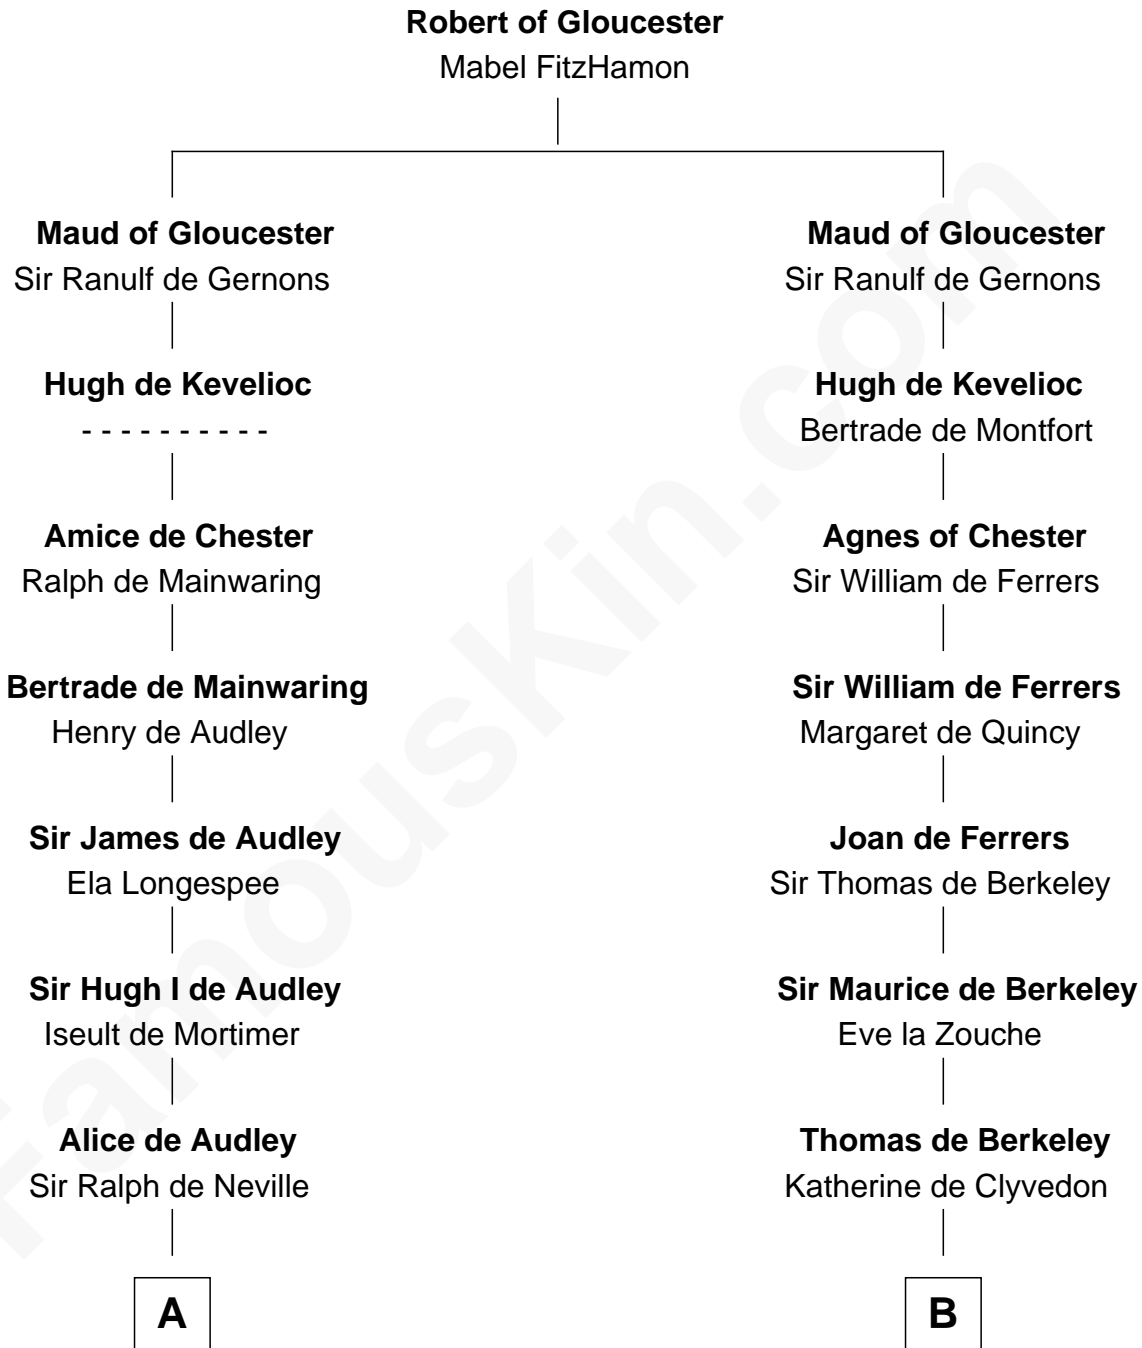 Robert of Gloucester
Mabel FitzHamon
Maud of Gloucester
Sir Ranulf de Gernons
Hugh de Kevelioc
- - - - - - - - - -
Amice de Chester
Ralph de Mainwaring
Bertrade de Mainwaring
Henry de Audley
Sir James de Audley
Ela Longespee
Sir Hugh I de Audley
Iseult de Mortimer
Alice de Audley
Sir Ralph de Neville
A
Maud of Gloucester
Sir Ranulf de Gernons
Hugh de Kevelioc
Bertrade de Montfort
Agnes of Chester
Sir William de Ferrers
Sir William de Ferrers
Margaret de Quincy
Joan de Ferrers
Sir Thomas de Berkeley
Sir Maurice de Berkeley
Eve la Zouche
Thomas de Berkeley
Katherine de Clyvedon
B
FamousKin.com